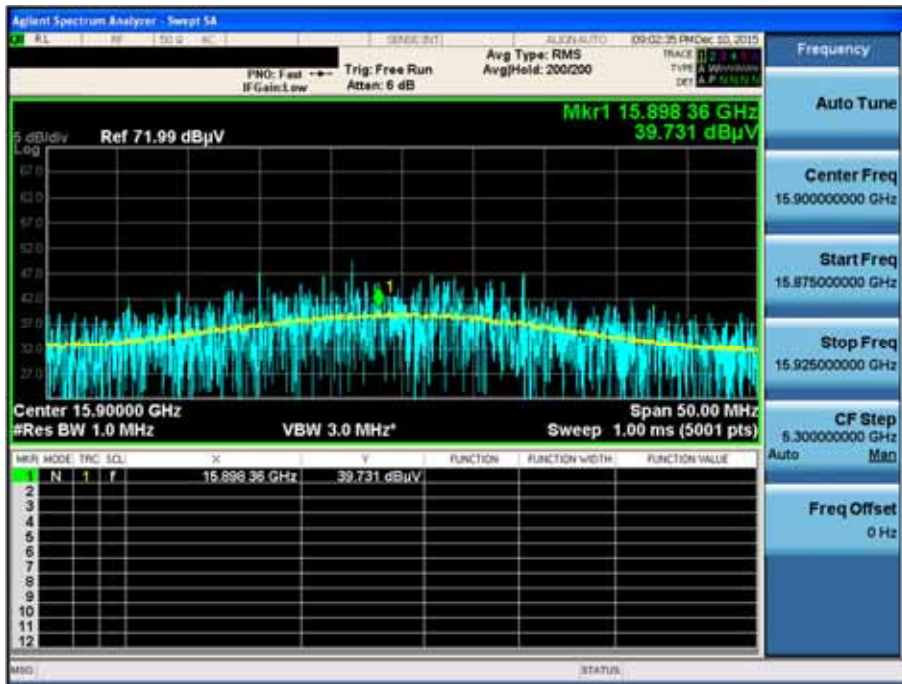 Agilent Spectrum Analyzer - Swept SA
RL RF 50 Ω AC SENSE:INT ALIGN AUTO 09:02:35 PM Dec 10, 2015
Frequency
PNO: Fast
IFGain:Low
Trig: Free Run
Atten: 6 dB
Avg Type: RMS
Avg|Hold: 200/200
TRACE 1 2 3 4 5 6
TYPE
DET A P N N N N
Auto Tune
Mkr1 15.898 36 GHz
39.731 dBµV
5 dB/div Ref 71.99 dBµV
Log
67.0
62.0
57.0
52.0
47.0
42.0
37.0
32.0
27.0
1
Center Freq
15.900000000 GHz
Start Freq
15.875000000 GHz
Stop Freq
15.925000000 GHz
CF Step
5.300000000 GHz
Auto Man
Freq Offset
0 Hz
Center 15.90000 GHz Span 50.00 MHz
#Res BW 1.0 MHz VBW 3.0 MHz* Sweep 1.00 ms (5001 pts)
MKR MODE TRC SCL X Y FUNCTION FUNCTION WIDTH FUNCTION VALUE
1 N 1 f 15.898 36 GHz 39.731 dBµV
2
3
4
5
6
7
8
9
10
11
12
MSG STATUS